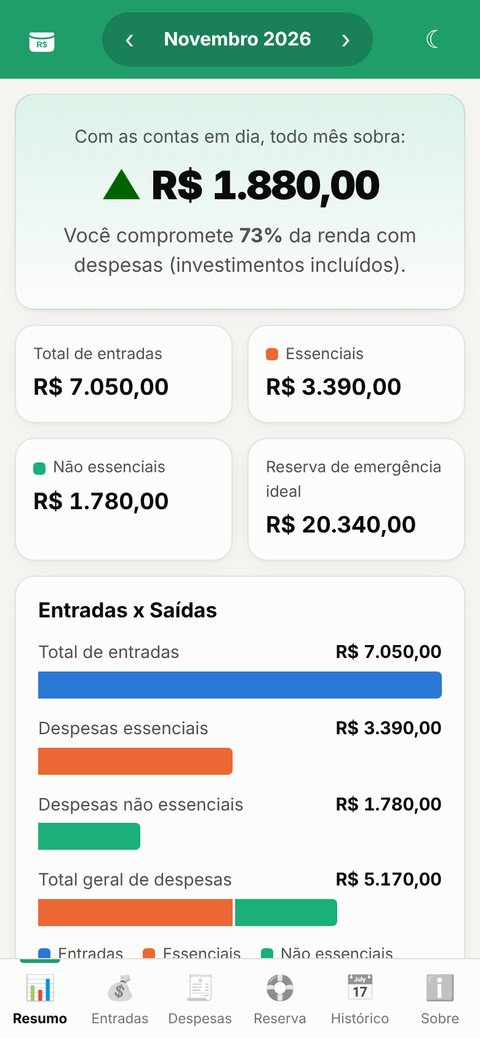 R$
‹ Novembro 2026 ›
Com as contas em dia, todo mês sobra:
R$ 1.880,00
Você compromete 73% da renda com
despesas (investimentos incluídos).
Total de entradas
R$ 7.050,00
Essenciais
R$ 3.390,00
Não essenciais
R$ 1.780,00
Reserva de emergência
ideal
R$ 20.340,00
Entradas x Saídas
Total de entradas R$ 7.050,00
Despesas essenciais R$ 3.390,00
Despesas não essenciais R$ 1.780,00
Total geral de despesas R$ 5.170,00
Entradas Essenciais Não essenciais
July
17
Resumo Entradas Despesas Reserva Histórico Sobre